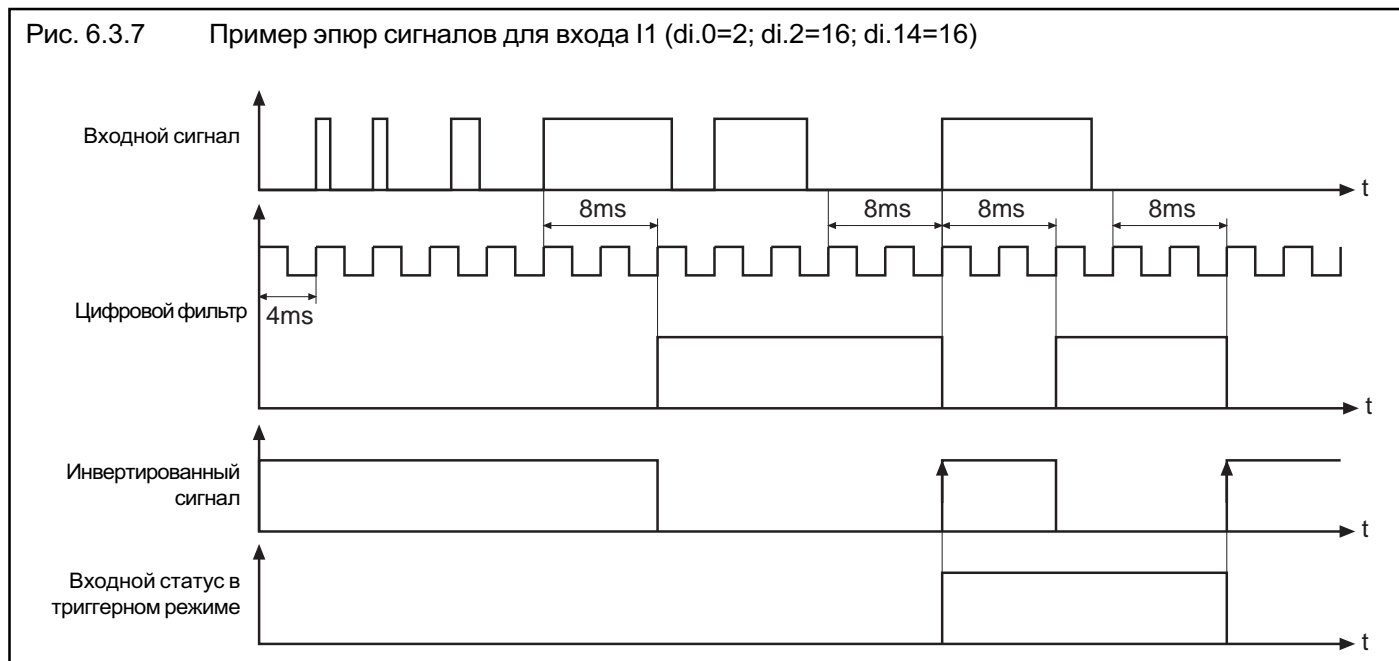 Рис. 6.3.7 Пример эпюр сигналов для входа I1 (di.0=2; di.2=16; di.14=16)
Входной сигнал
t
8ms 8ms 8ms 8ms
Цифровой фильтр
4ms
t
Инвертированный
сигнал
t
Входной статус в
триггерном режиме
t